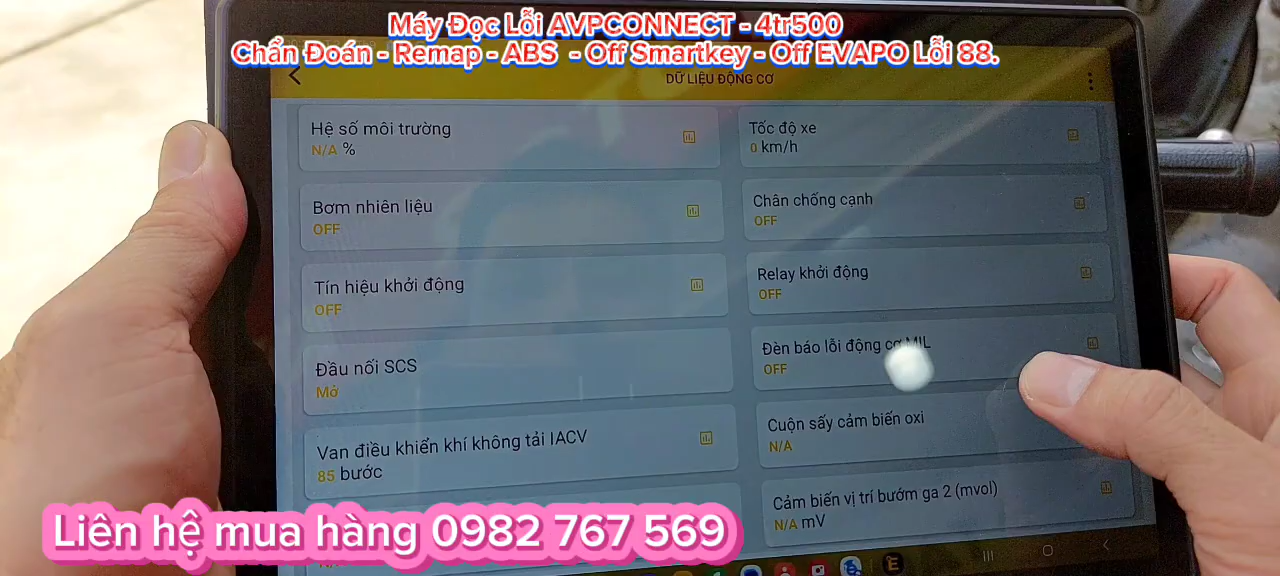 Máy Đọc Lỗi AVPCONNECT - 4tr500
Chẩn Đoán - Remap - ABS - Off Smartkey - Off EVAPO Lỗi 88.
DỮ LIỆU ĐỘNG CƠ
Hệ số môi trường
N/A %
Tốc độ xe
0 km/h
Bơm nhiên liệu
OFF
Chân chống cạnh
OFF
Tín hiệu khởi động
OFF
Relay khởi động
OFF
Đầu nối SCS
Mở
Đèn báo lỗi động cơ MIL
OFF
Van điều khiển khí không tải IACV
85 bước
Cuộn sấy cảm biến oxi
N/A
Cảm biến vị trí bướm ga 2 (mvol)
N/A mV
Liên hệ mua hàng 0982 767 569
N/A